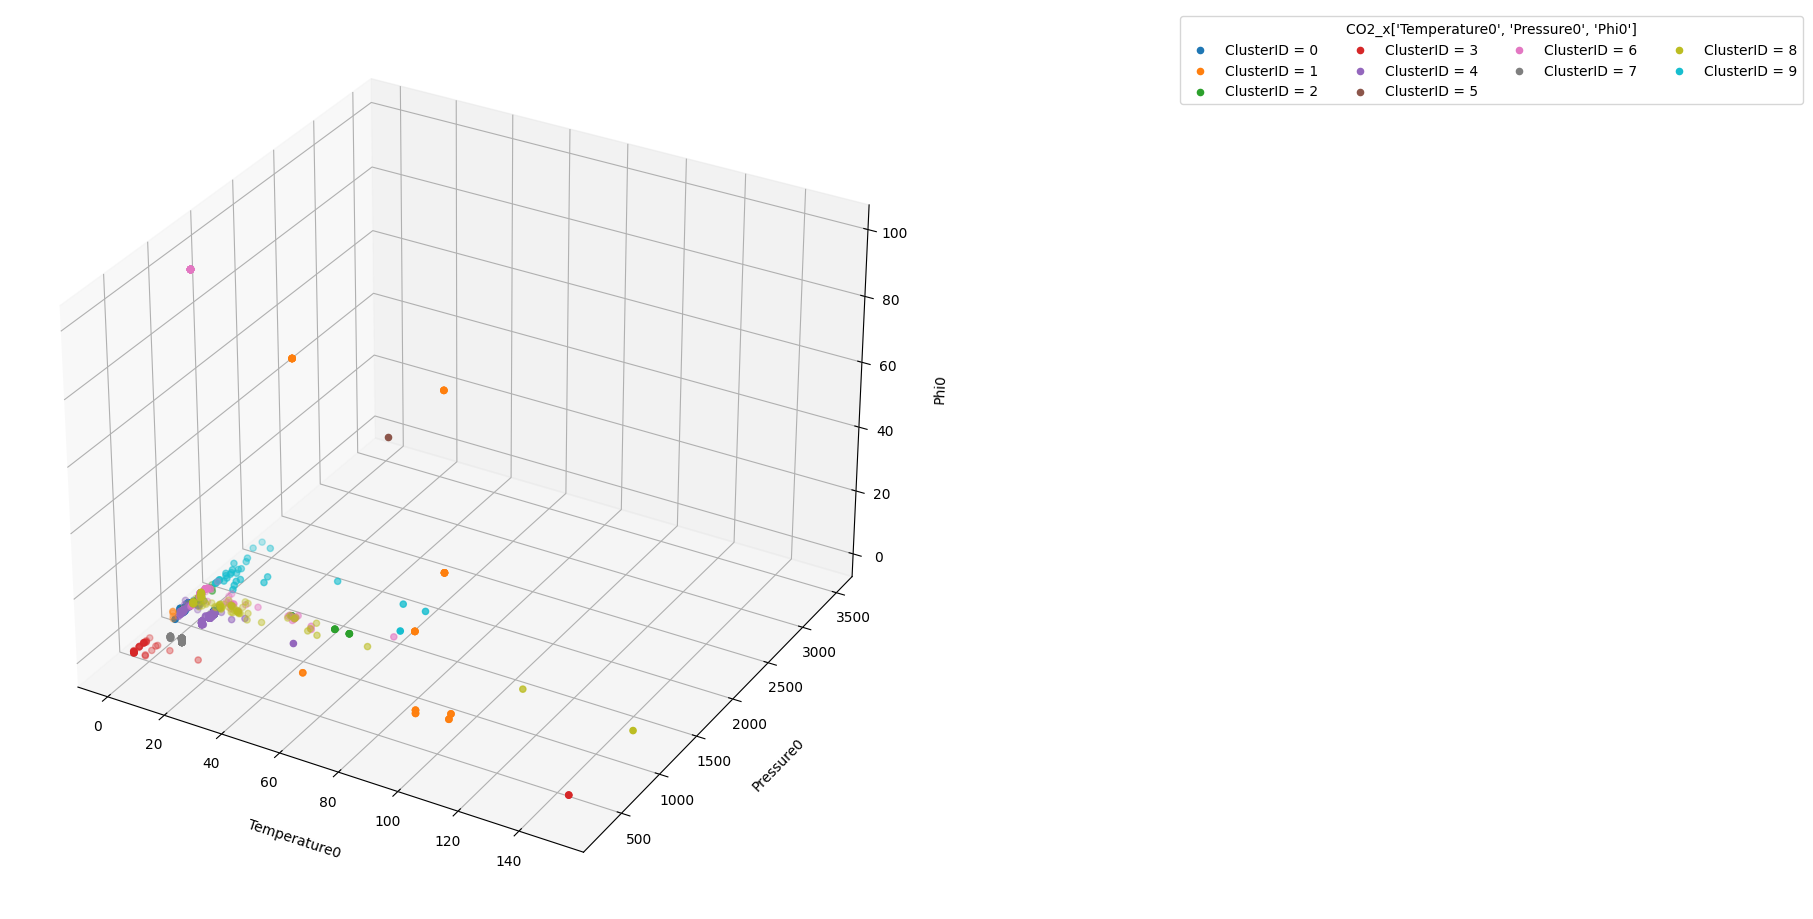 CO2_x['Temperature0', 'Pressure0', 'Phi0']
ClusterID = 0
ClusterID = 1
ClusterID = 2
ClusterID = 3
ClusterID = 4
ClusterID = 5
ClusterID = 6
ClusterID = 7
ClusterID = 8
ClusterID = 9
100
80
60
40
20
0
Phi0
3500
3000
2500
2000
1500
1000
500
Pressure0
0
20
40
60
80
100
120
140
Temperature0